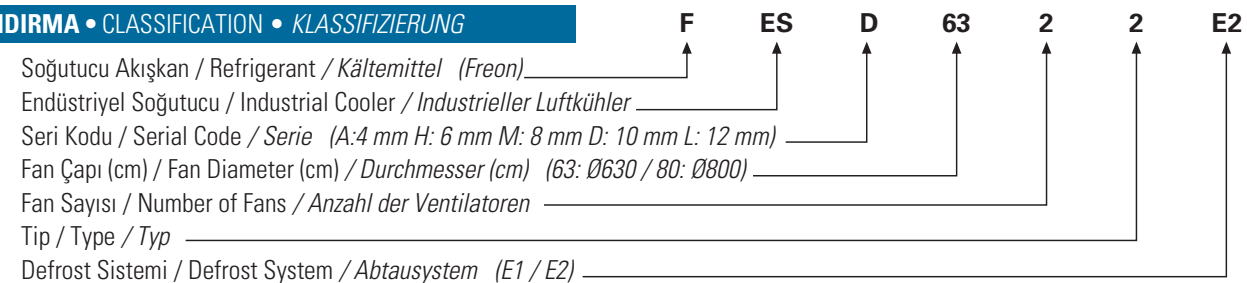 NDIRMA • CLASSIFICATION • KLASSIFIZIERUNG F ES D 63 2 2 E2
Soğutucu Akışkan / Refrigerant / Kältemittel (Freon)
Endüstriyel Soğutucu / Industrial Cooler / Industrieller Luftkühler
Seri Kodu / Serial Code / Serie (A:4 mm H: 6 mm M: 8 mm D: 10 mm L: 12 mm)
Fan Çapı (cm) / Fan Diameter (cm) / Durchmesser (cm) (63: Ø630 / 80: Ø800)
Fan Sayısı / Number of Fans / Anzahl der Ventilatoren
Tip / Type / Typ
Defrost Sistemi / Defrost System / Abtausystem (E1 / E2)